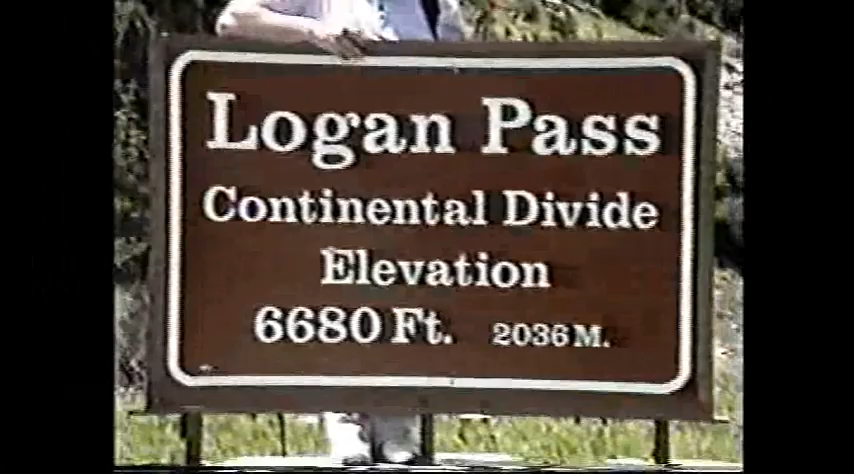 Logan Pass
Continental Divide
Elevation
6680 Ft. 2036 M.